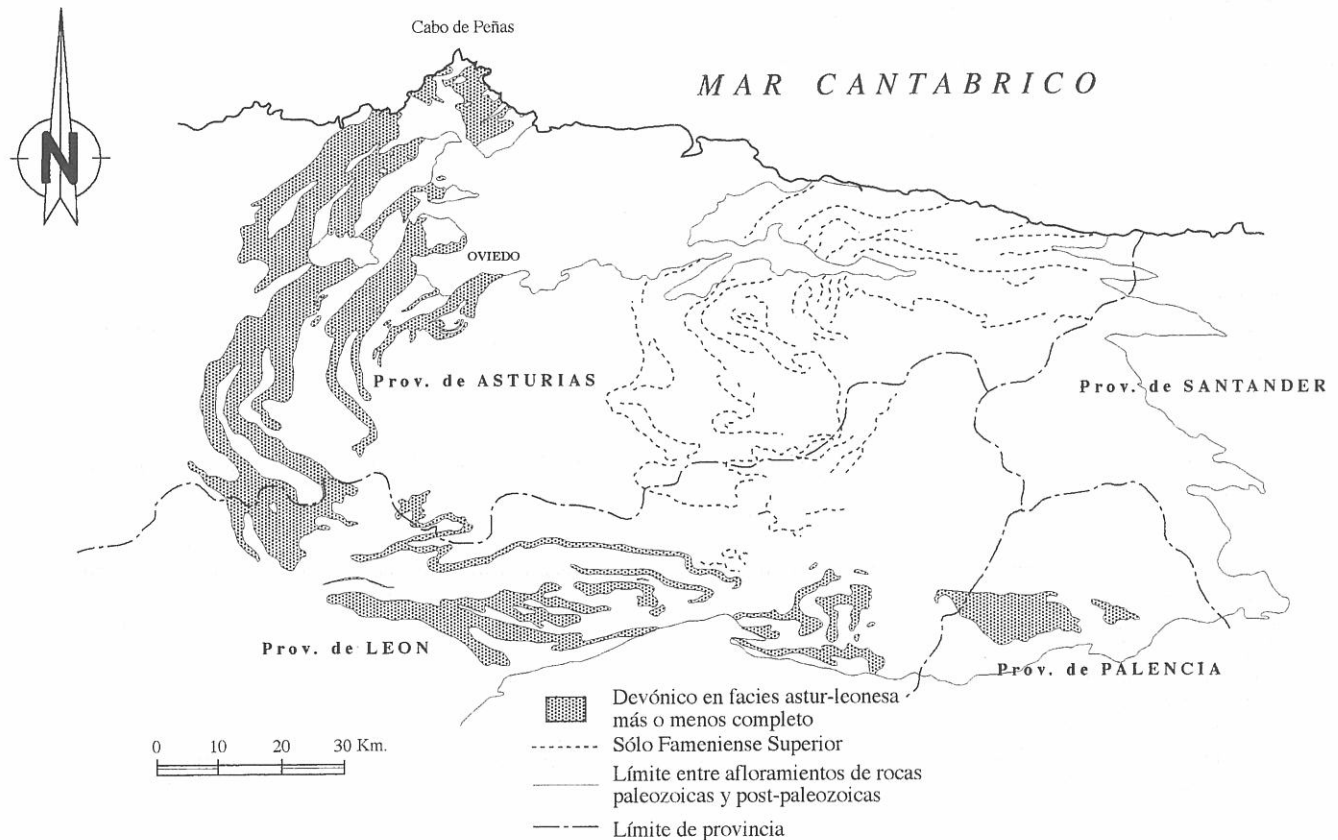 Cabo de Peñas
MAR CANTABRICO
N
OVIEDO
Prov. de ASTURIAS
Prov. de SANTANDER
Prov. de LEON
Prov. de PALENCIA
Devónico en facies astur-leonesa
más o menos completo
Sólo Fameniense Superior
Límite entre afloramientos de rocas
paleozoicas y post-paleozoicas
Límite de provincia
0 10 20 30 Km.